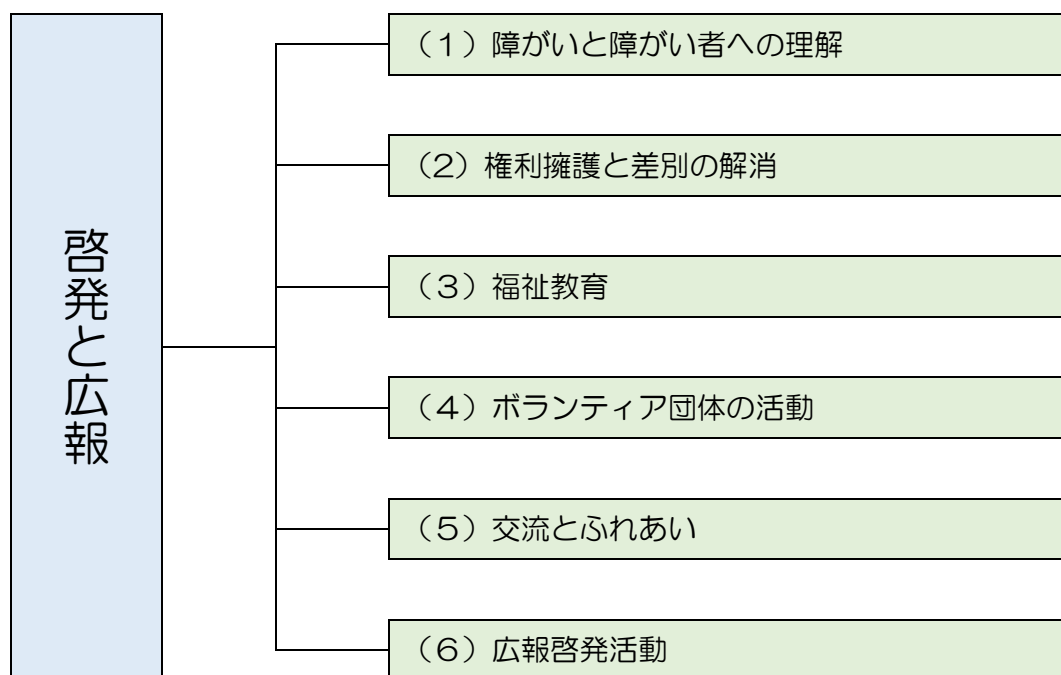 啓発と広報
（１）障がいと障がい者への理解
（２）権利擁護と差別の解消
（３）福祉教育
（４）ボランティア団体の活動
（５）交流とふれあい
（６）広報啓発活動